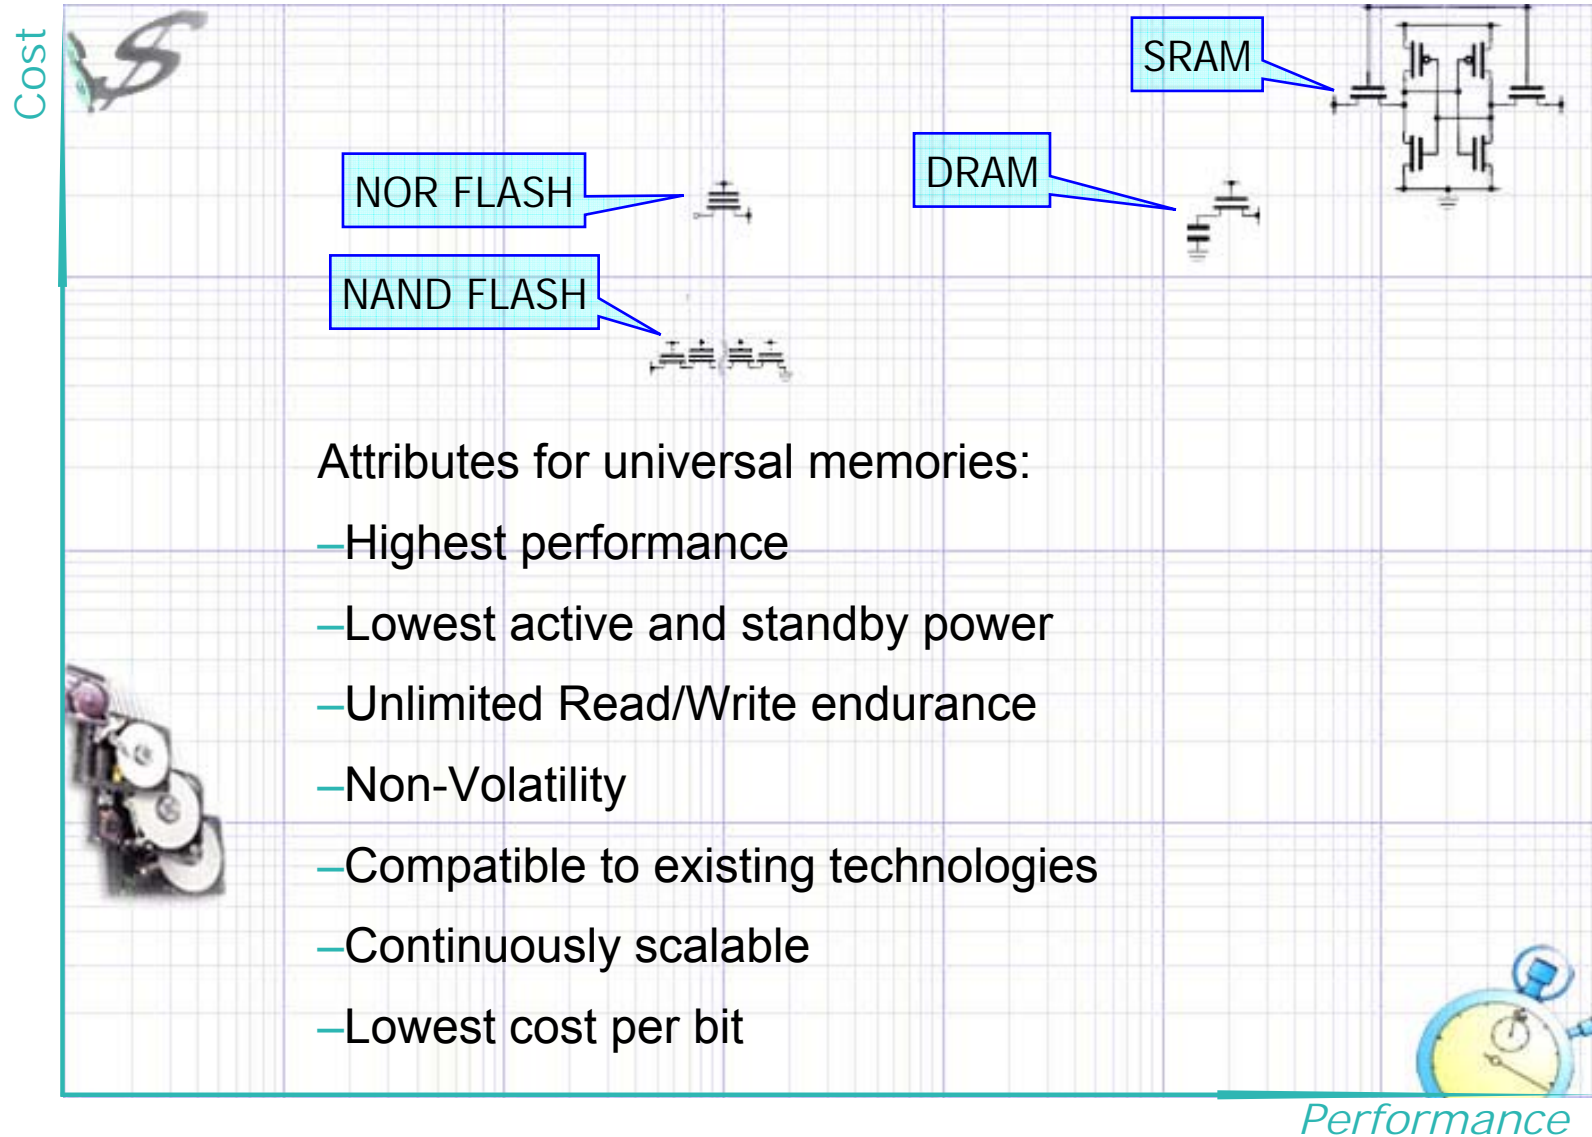 Cost
SRAM
NOR FLASH
DRAM
NAND FLASH
Attributes for universal memories:
–Highest performance
–Lowest active and standby power
–Unlimited Read/Write endurance
–Non-Volatility
–Compatible to existing technologies
–Continuously scalable
–Lowest cost per bit
Performance